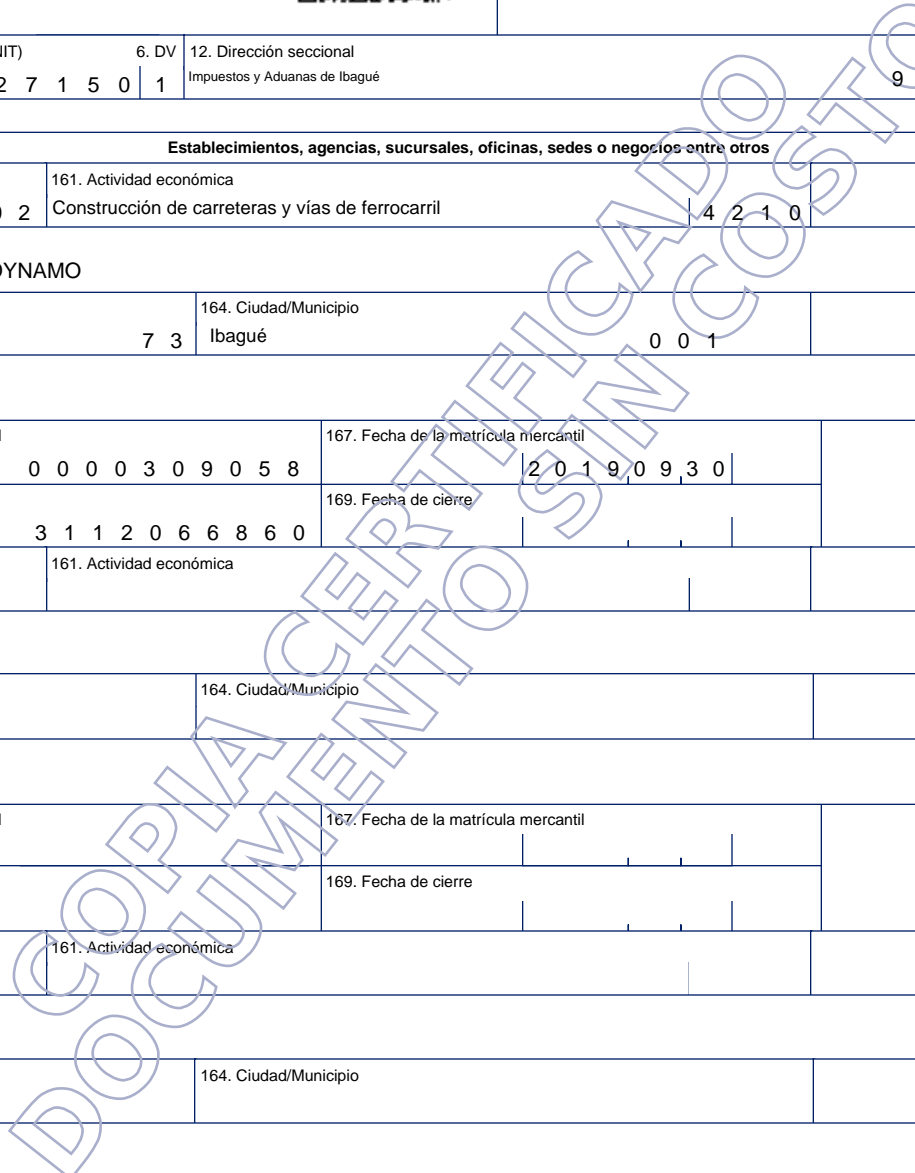 NIT) 6. DV 12. Dirección seccional
2 7 1 5 0 1 Impuestos y Aduanas de Ibagué 9
Establecimientos, agencias, sucursales, oficinas, sedes o negocios entre otros
161. Actividad económica
2 Construcción de carreteras y vías de ferrocarril 4 2 1 0
DYNAMO
164. Ciudad/Municipio
7 3 Ibagué 0 0 1
167. Fecha de la matrícula mercantil
0 0 0 0 3 0 9 0 5 8 2 0 1 9 0 9 3 0
169. Fecha de cierre
3 1 1 2 0 6 6 8 6 0
161. Actividad económica
164. Ciudad/Municipio
167. Fecha de la matrícula mercantil
169. Fecha de cierre
161. Actividad económica
164. Ciudad/Municipio
COPIA CERTIFICADO
DOCUMENTO SIN COSTO